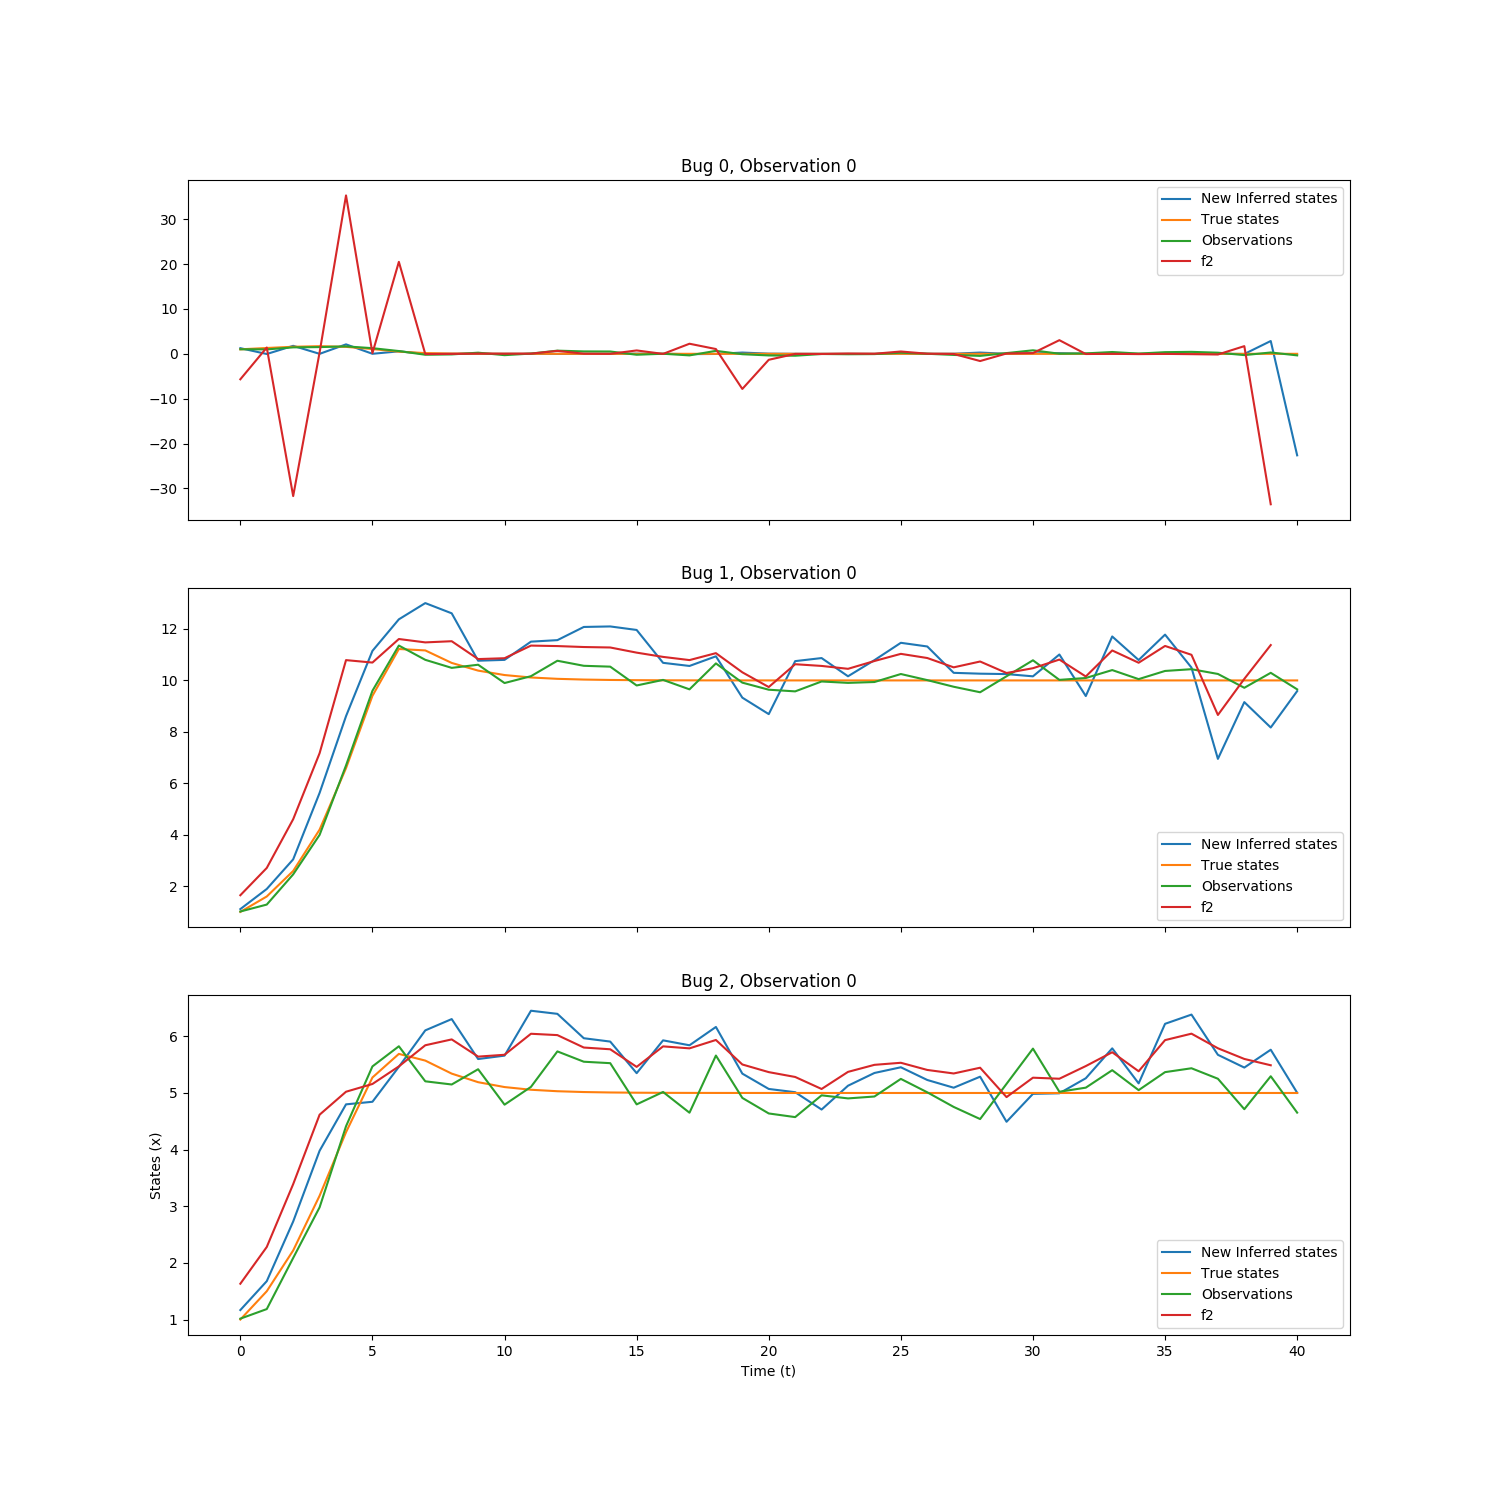 Bug 0, Observation 0
30
20
10
0
−10
−20
−30
New Inferred states
True states
Observations
f2
Bug 1, Observation 0
12
10
8
6
4
2
New Inferred states
True states
Observations
f2
Bug 2, Observation 0
6
5
4
3
2
1
States (x)
New Inferred states
True states
Observations
f2
0 5 10 15 20 25 30 35 40
Time (t)